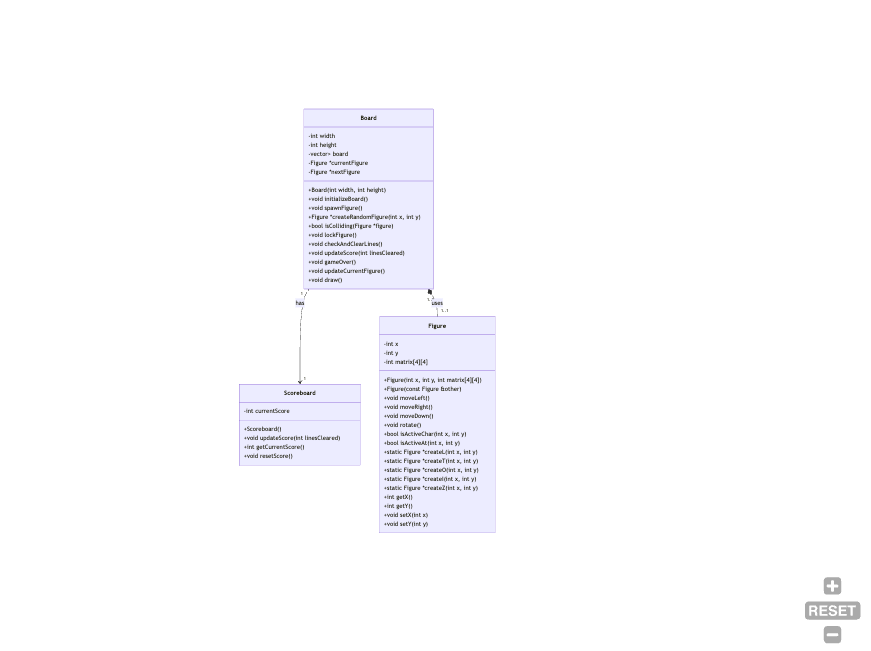 Board
-int width
-int height
-vector> board
-Figure *currentFigure
-Figure *nextFigure
+Board(int width, int height)
+void initializeBoard()
+void spawnFigure()
+Figure *createRandomFigure(int x, int y)
+bool isColliding(Figure *figure)
+void lockFigure()
+void checkAndClearLines()
+void updateScore(int linesCleared)
+void gameOver()
+void updateCurrentFigure()
+void draw()
1
has
1
uses
1..1
Figure
-int x
-int y
-int matrix[4][4]
+Figure(int x, int y, int matrix[4][4])
+Figure(const Figure &other)
+void moveLeft()
+void moveRight()
+void moveDown()
+void rotate()
+bool isActiveChar(int x, int y)
+bool isActiveAt(int x, int y)
+static Figure *createL(int x, int y)
+static Figure *createT(int x, int y)
+static Figure *createO(int x, int y)
+static Figure *createI(int x, int y)
+static Figure *createZ(int x, int y)
+int getX()
+int getY()
+void setX(int x)
+void setY(int y)
Scoreboard
-int currentScore
+Scoreboard()
+void updateScore(int linesCleared)
+int getCurrentScore()
+void resetScore()
RESET